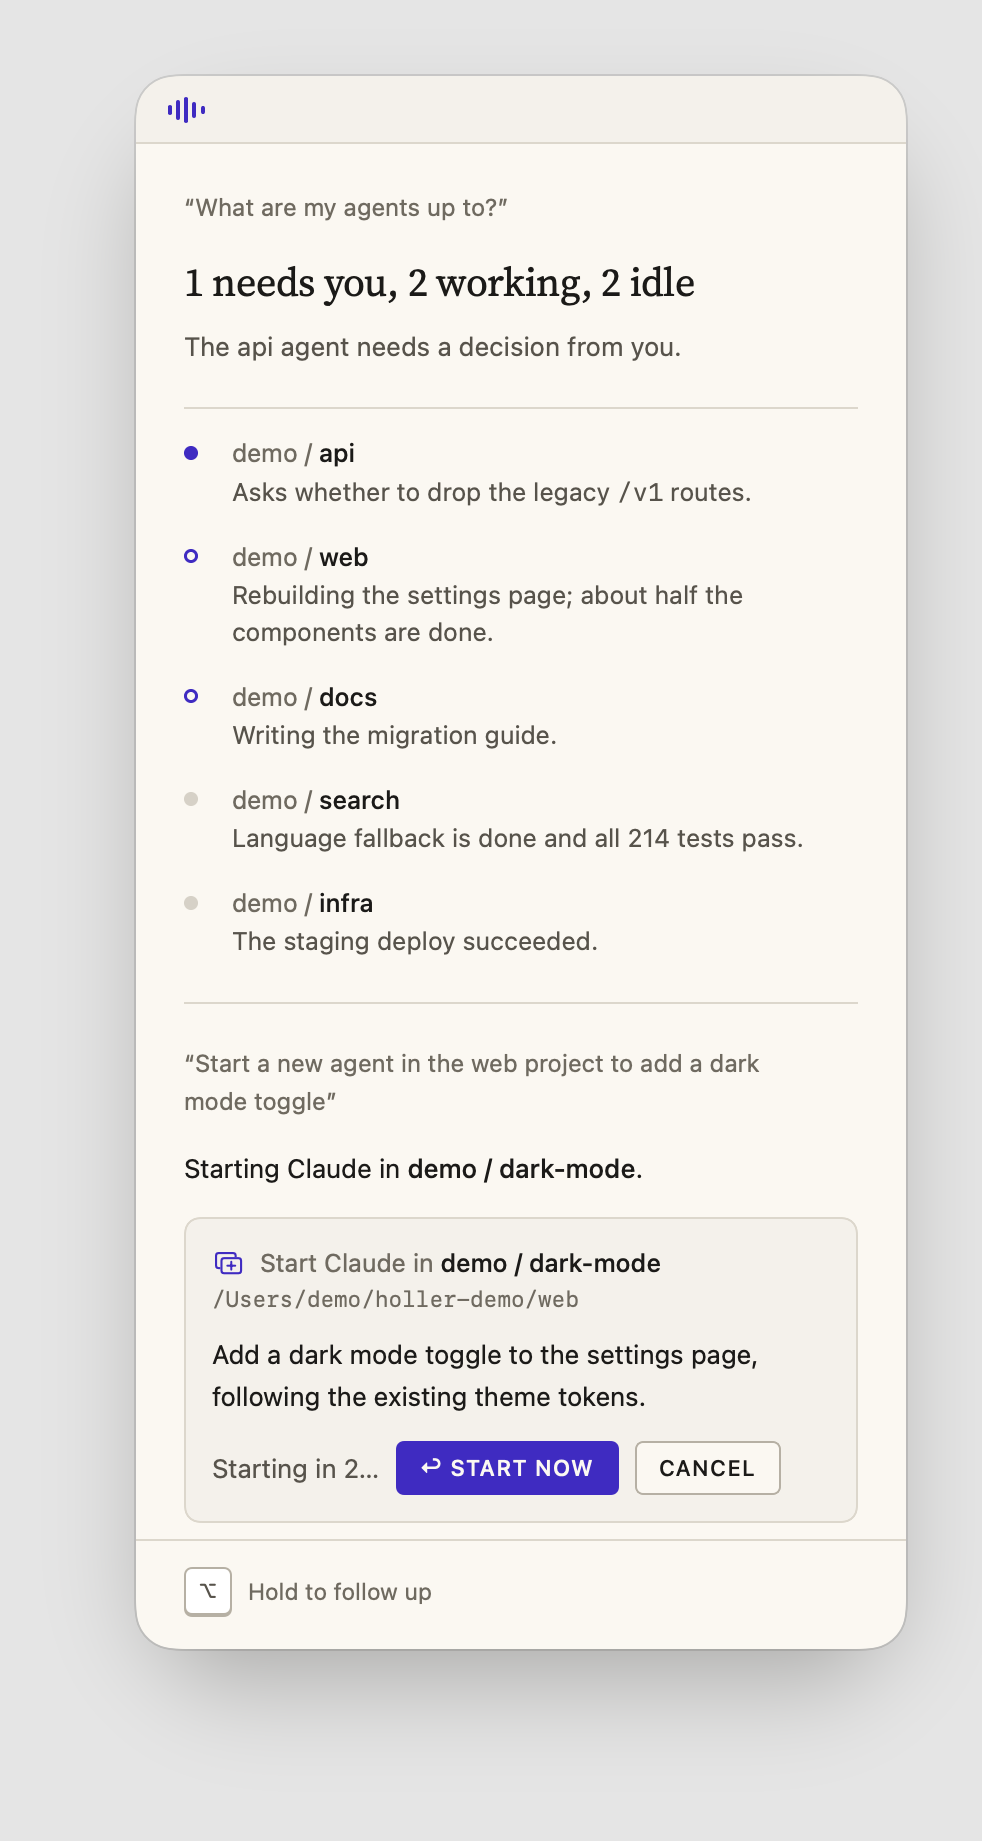 “What are my agents up to?”
1 needs you, 2 working, 2 idle
The api agent needs a decision from you.
demo / api
Asks whether to drop the legacy /v1 routes.
demo / web
Rebuilding the settings page; about half the
components are done.
demo / docs
Writing the migration guide.
demo / search
Language fallback is done and all 214 tests pass.
demo / infra
The staging deploy succeeded.
“Start a new agent in the web project to add a dark
mode toggle”
Starting Claude in demo / dark-mode.
Start Claude in demo / dark-mode
/Users/demo/holler-demo/web
Add a dark mode toggle to the settings page,
following the existing theme tokens.
Starting in 2... ↩ START NOW CANCEL
⌥ Hold to follow up